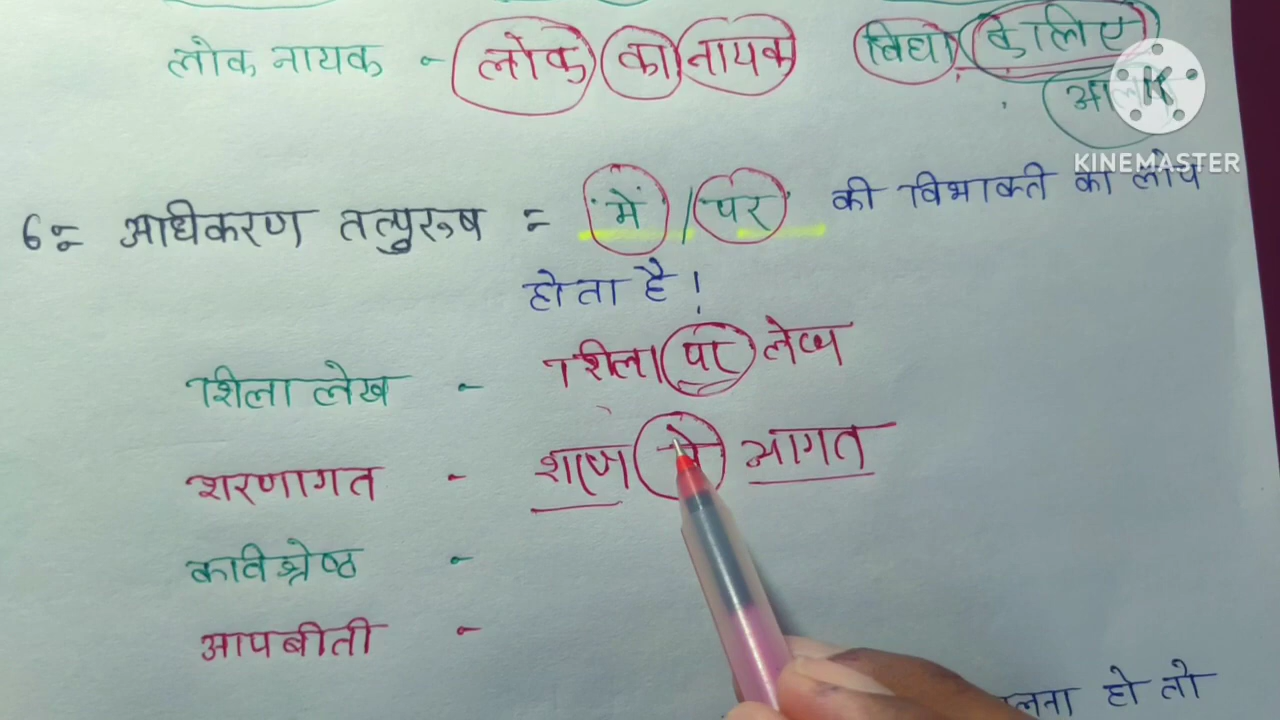 लोक नायक - लोक का नायक विद्या के लिए
KINEMASTER
6 = अधिकरण तत्पुरुष = में / पर की विभक्ति का लोप
होता है।
शिला लेख - शिला पर लेख
शरणागत - शरण में आगत
कविश्रेष्ठ -
आपबीती -
हो तो